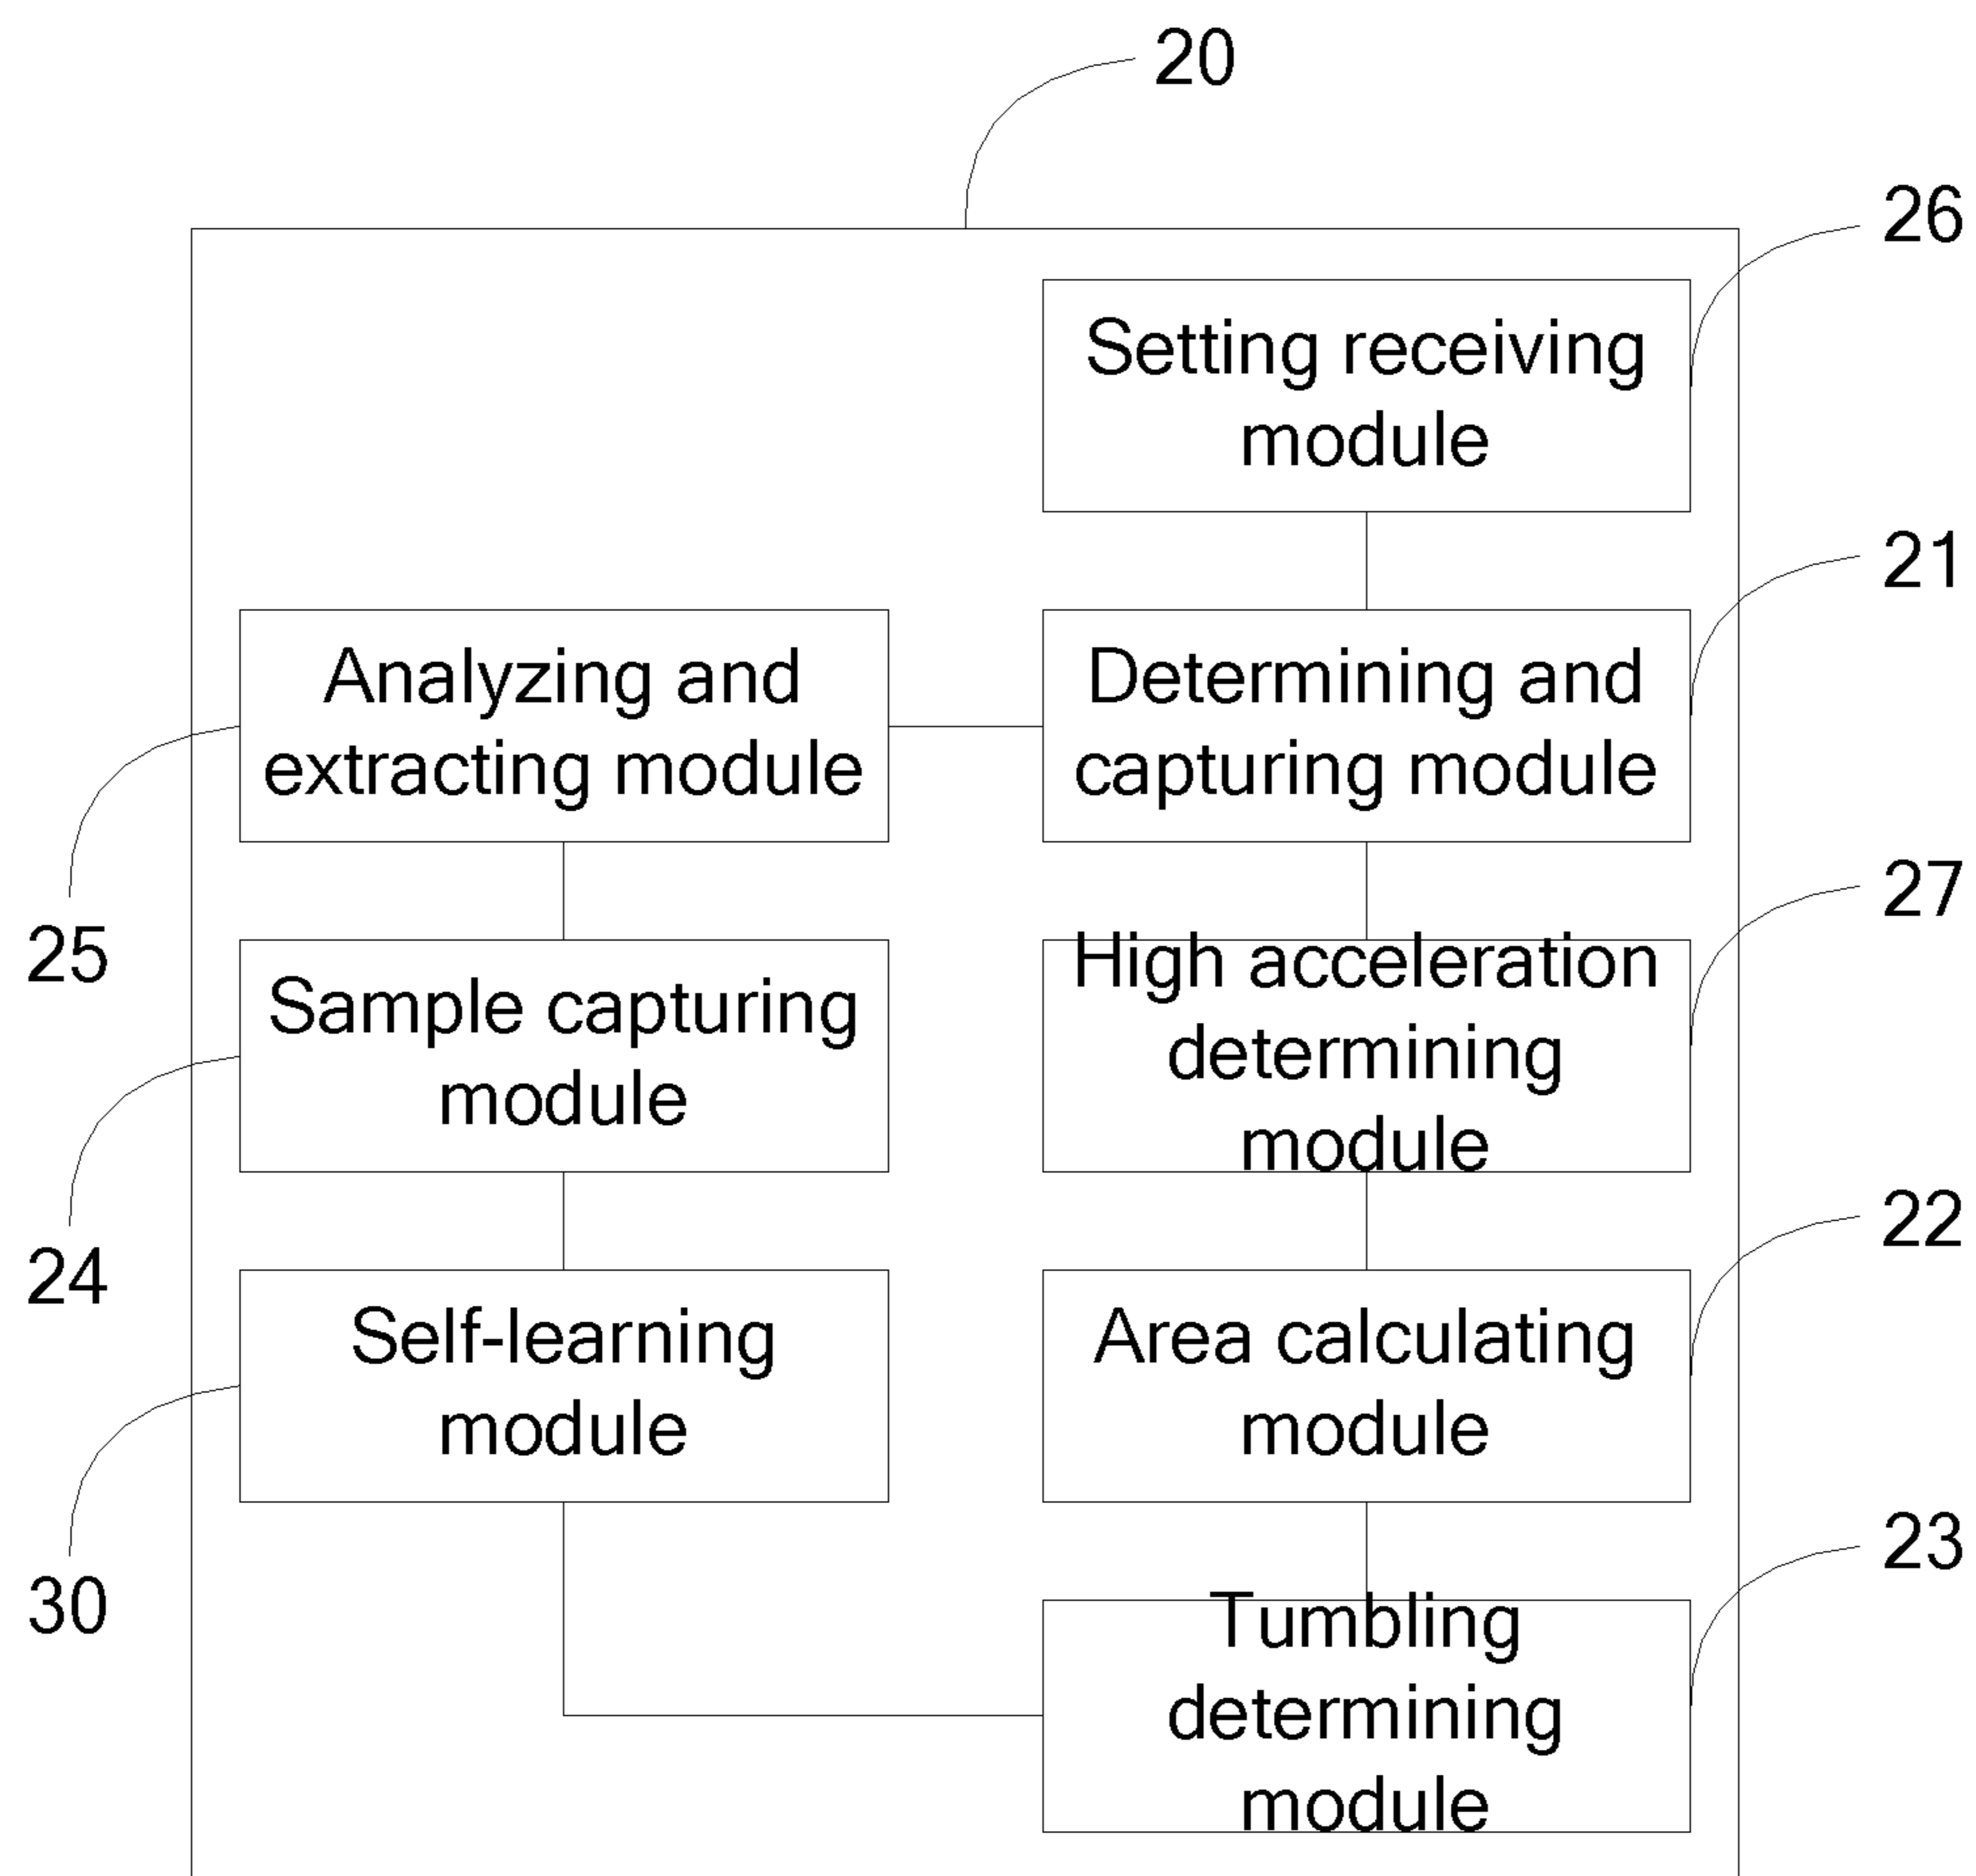 20
26
Setting receiving
module
21
Analyzing and
extracting module
Determining and
capturing module
27
25
Sample capturing
module
High acceleration
determining
module
24
22
Self-learning
module
Area calculating
module
30
23
Tumbling
determining
module